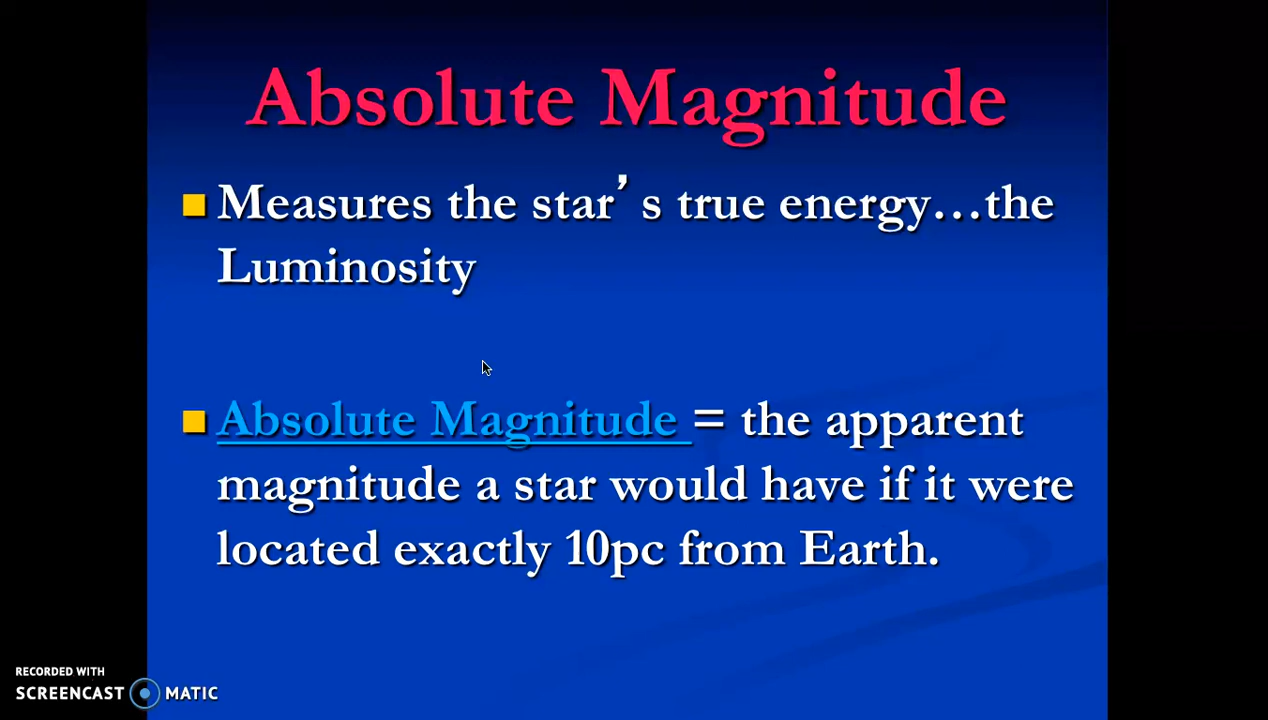 Absolute Magnitude
Measures the star’s true energy…the
Luminosity
Absolute Magnitude = the apparent
magnitude a star would have if it were
located exactly 10pc from Earth.
RECORDED WITH
SCREENCAST MATIC